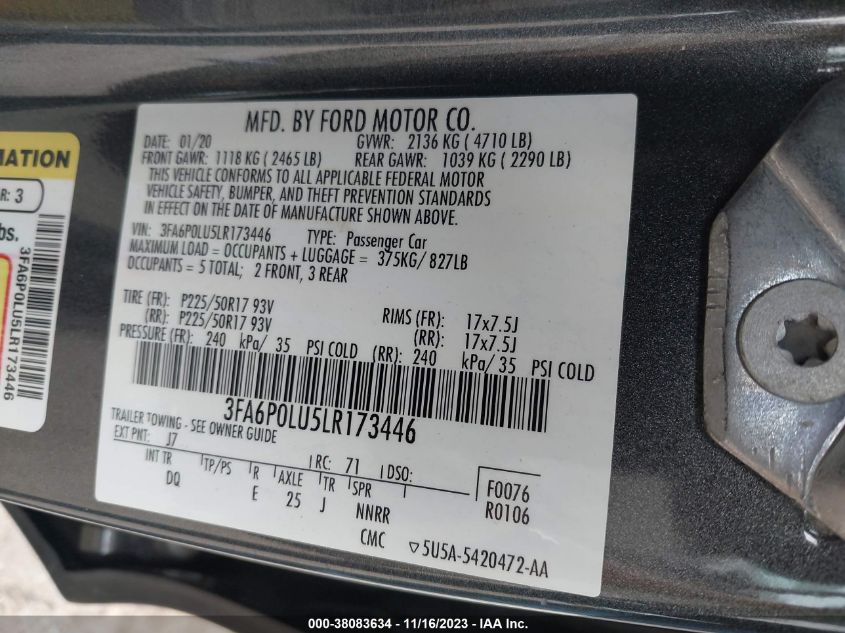 MFD. BY FORD MOTOR CO.
DATE: 01/20 GVWR: 2136 KG ( 4710 LB)
FRONT GAWR: 1118 KG ( 2465 LB) REAR GAWR: 1039 KG ( 2290 LB)
THIS VEHICLE CONFORMS TO ALL APPLICABLE FEDERAL MOTOR
VEHICLE SAFETY, BUMPER, AND THEFT PREVENTION STANDARDS
IN EFFECT ON THE DATE OF MANUFACTURE SHOWN ABOVE.
VIN: 3FA6P0LU5LR173446 TYPE: Passenger Car
MAXIMUM LOAD = OCCUPANTS + LUGGAGE = 375KG/ 827LB
OCCUPANTS = 5 TOTAL; 2 FRONT, 3 REAR
TIRE (FR): P225/50R17 93V RIMS (FR): 17x7.5J
(RR): P225/50R17 93V (RR): 17x7.5J
PRESSURE (FR): 240 kPa/ 35 PSI COLD (RR): 240 kPa/ 35 PSI COLD
3FA6P0LU5LR173446
TRAILER TOWING - SEE OWNER GUIDE
EXT PNT: J7 RC: 71 DSO:
INT TR TP/PS R AXLE TR SPR
DQ E 25 J NNRR
CMC
F0076
R0106
▽5U5A-5420472-AA
MATION
R: 3
bs.
3FA6P0LU5LR173446
000-38083634 — 11/16/2023 — IAA Inc.